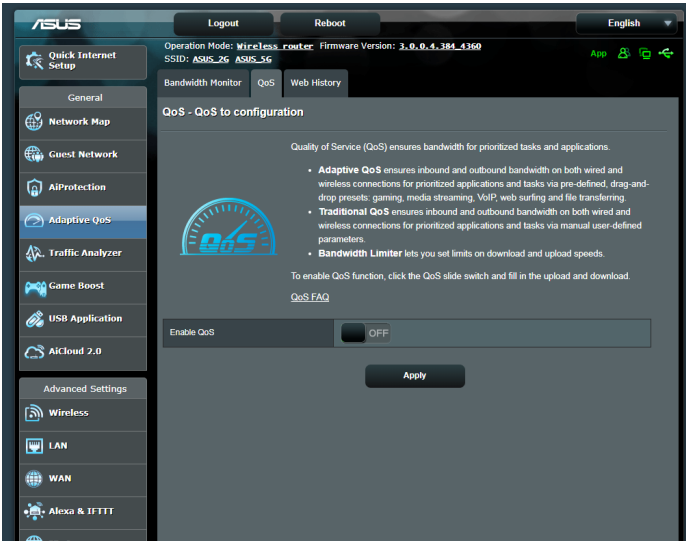 ASUS
Logout
Reboot
English
Quick Internet
Setup
Operation Mode: Wireless router Firmware Version: 3.0.0.4.384_4360
SSID: ASUS_2G ASUS_5G
App
General
Network Map
Guest Network
AiProtection
Adaptive QoS
Traffic Analyzer
Game Boost
USB Application
AiCloud 2.0
Advanced Settings
Wireless
LAN
WAN
Alexa & IFTTT
Bandwidth Monitor
QoS
Web History
QoS - QoS to configuration
QoS
Quality of Service (QoS) ensures bandwidth for prioritized tasks and applications.
• Adaptive QoS ensures inbound and outbound bandwidth on both wired and
wireless connections for prioritized applications and tasks via pre-defined, drag-and-
drop presets: gaming, media streaming, VoIP, web surfing and file transferring.
• Traditional QoS ensures inbound and outbound bandwidth on both wired and
wireless connections for prioritized applications and tasks via manual user-defined
parameters.
• Bandwidth Limiter lets you set limits on download and upload speeds.
To enable QoS function, click the QoS slide switch and fill in the upload and download.
QoS FAQ
Enable QoS
OFF
Apply